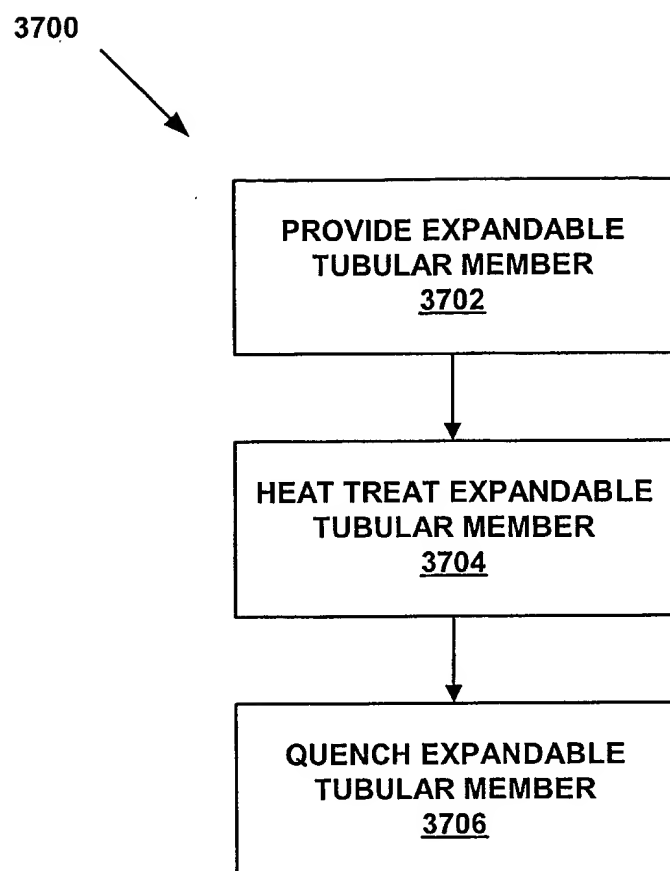 3700
PROVIDE EXPANDABLE
TUBULAR MEMBER
3702
HEAT TREAT EXPANDABLE
TUBULAR MEMBER
3704
QUENCH EXPANDABLE
TUBULAR MEMBER
3706